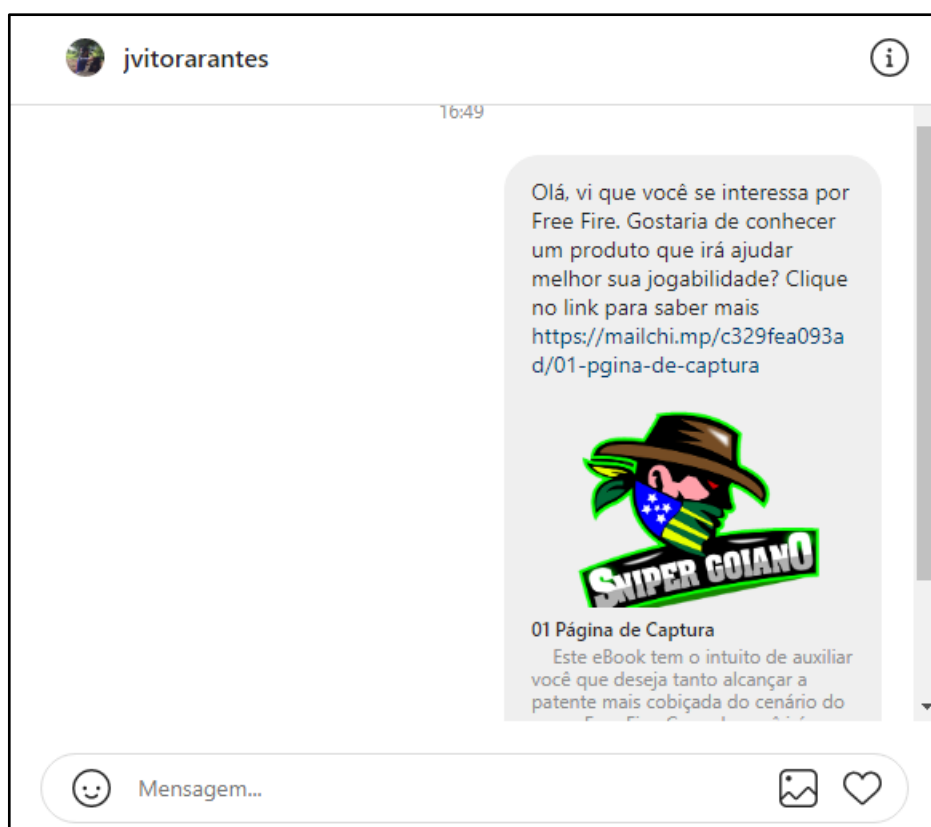 jvitorarantes
16:49
Olá, vi que você se interessa por
Free Fire. Gostaria de conhecer
um produto que irá ajudar
melhor sua jogabilidade? Clique
no link para saber mais
https://mailchi.mp/c329fea093a
d/01-pgina-de-captura
SNIPER GOIANO
01 Página de Captura
Este eBook tem o intuito de auxiliar
você que deseja tanto alcançar a
patente mais cobiçada do cenário do
Mensagem...